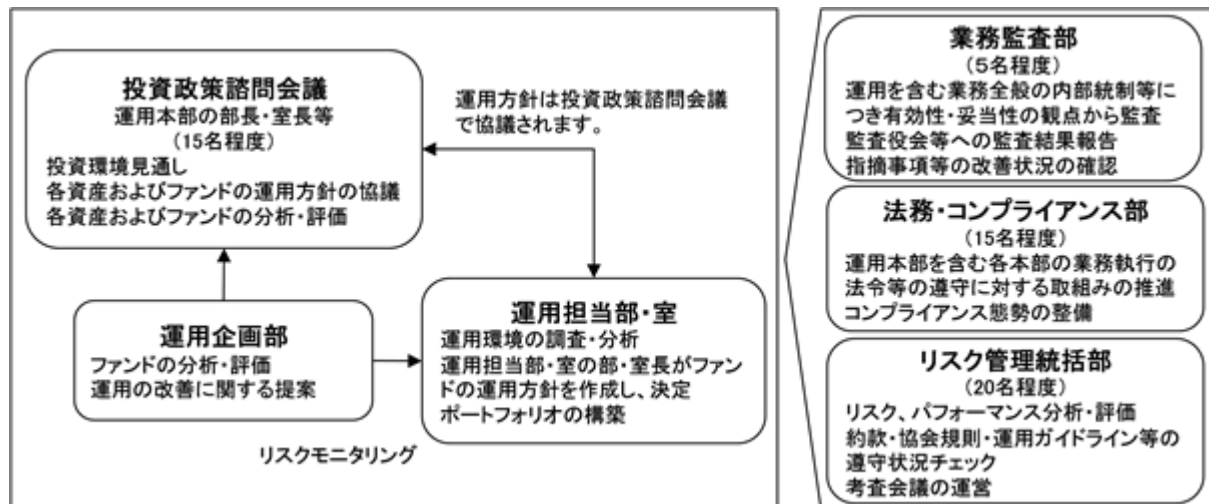 投資政策諮問会議
運用本部の部長・室長等
(15名程度)
投資環境見通し
各資産およびファンドの運用方針の協議
各資産およびファンドの分析・評価
運用方針は投資政策諮問会議
で協議されます。
運用企画部
ファンドの分析・評価
運用の改善に関する提案
運用担当部・室
運用環境の調査・分析
運用担当部・室の部・室長がファン
ドの運用方針を作成し、決定
ポートフォリオの構築
リスクモニタリング
業務監査部
(5名程度)
運用を含む業務全般の内部統制等に
つき有効性・妥当性の観点から監査
監査役会等への監査結果報告
指摘事項等の改善状況の確認
法務・コンプライアンス部
(15名程度)
運用本部を含む各本部の業務執行の
法令等の遵守に対する取組みの推進
コンプライアンス態勢の整備
リスク管理統括部
(20名程度)
リスク、パフォーマンス分析・評価
約款・協会規則・運用ガイドライン等の
遵守状況チェック
考査会議の運営